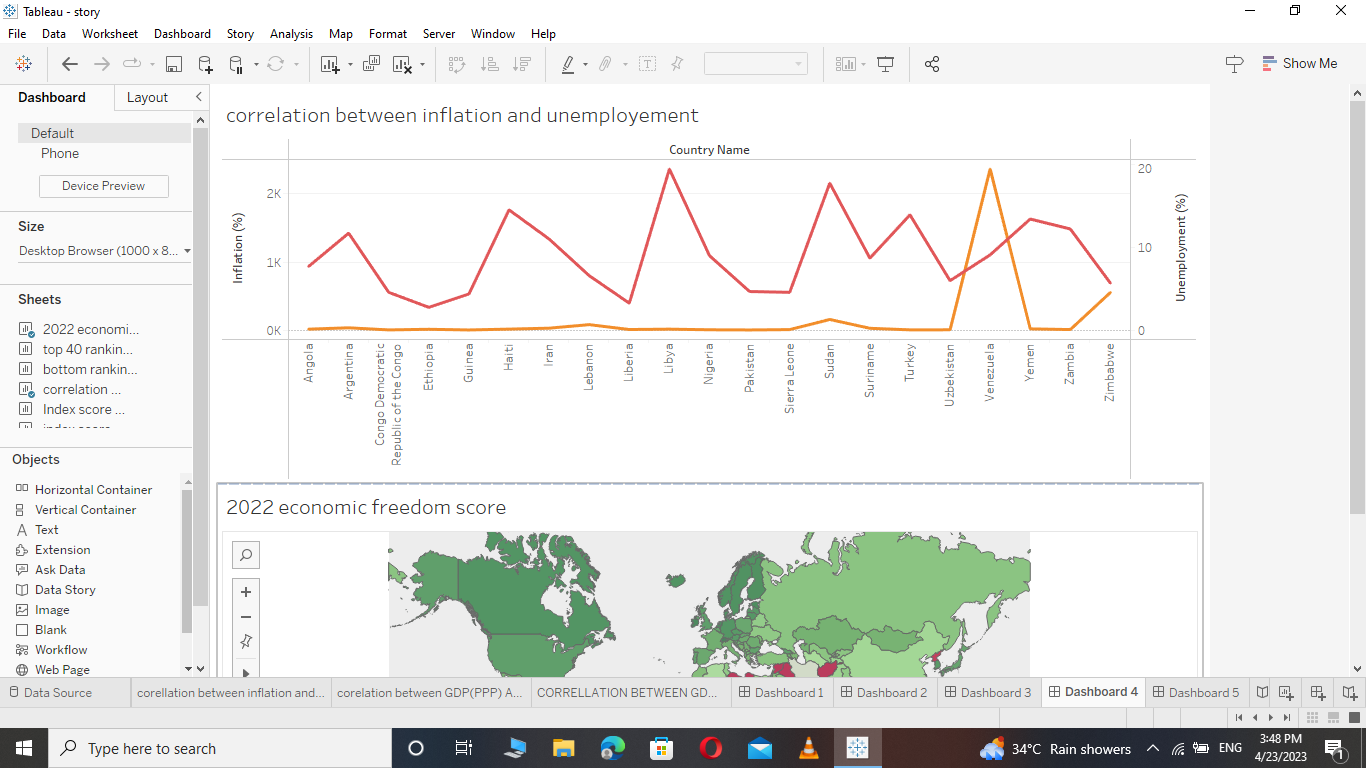 Tableau - story
File Data Worksheet Dashboard Story Analysis Map Format Server Window Help
Show Me
Dashboard Layout
Default
Phone
Device Preview
Size
Desktop Browser (1000 x 8...
Sheets
2022 economi...
top 40 rankin...
bottom rankin...
correlation ...
Index score ...
Objects
Horizontal Container
Vertical Container
Text
Extension
Ask Data
Data Story
Image
Blank
Workflow
Web Page
correlation between inflation and unemployement
Country Name
Inflation (%)
2K
1K
0K
Unemployment (%)
20
10
0
Angola
Argentina
Congo Democratic
Republic of the Congo
Ethiopia
Guinea
Haiti
Iran
Lebanon
Liberia
Libya
Nigeria
Pakistan
Sierra Leone
Sudan
Suriname
Turkey
Uzbekistan
Venezuela
Yemen
Zambia
Zimbabwe
2022 economic freedom score
Data Source corellation between inflation and... corelation between GDP(PPP) A... CORRELLATION BETWEEN GD... Dashboard 1 Dashboard 2 Dashboard 3 Dashboard 4 Dashboard 5
Type here to search
34°C Rain showers
ENG
3:48 PM
4/23/2023
1